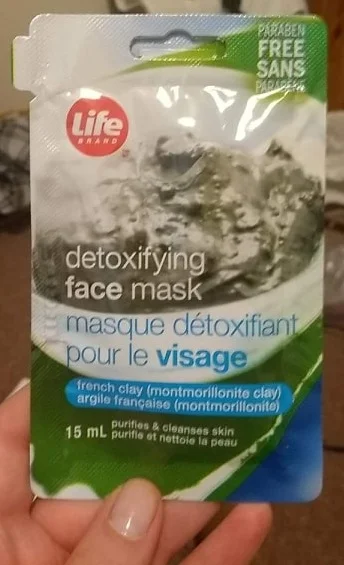 PARABEN
FREE
SANS
PARABÈNE
Life
BRAND
detoxifying
face mask
masque détoxifiant
pour le visage
french clay (montmorillonite clay)
argile française (montmorillonite)
15 mL
purifies & cleanses skin
purifie et nettoie la peau